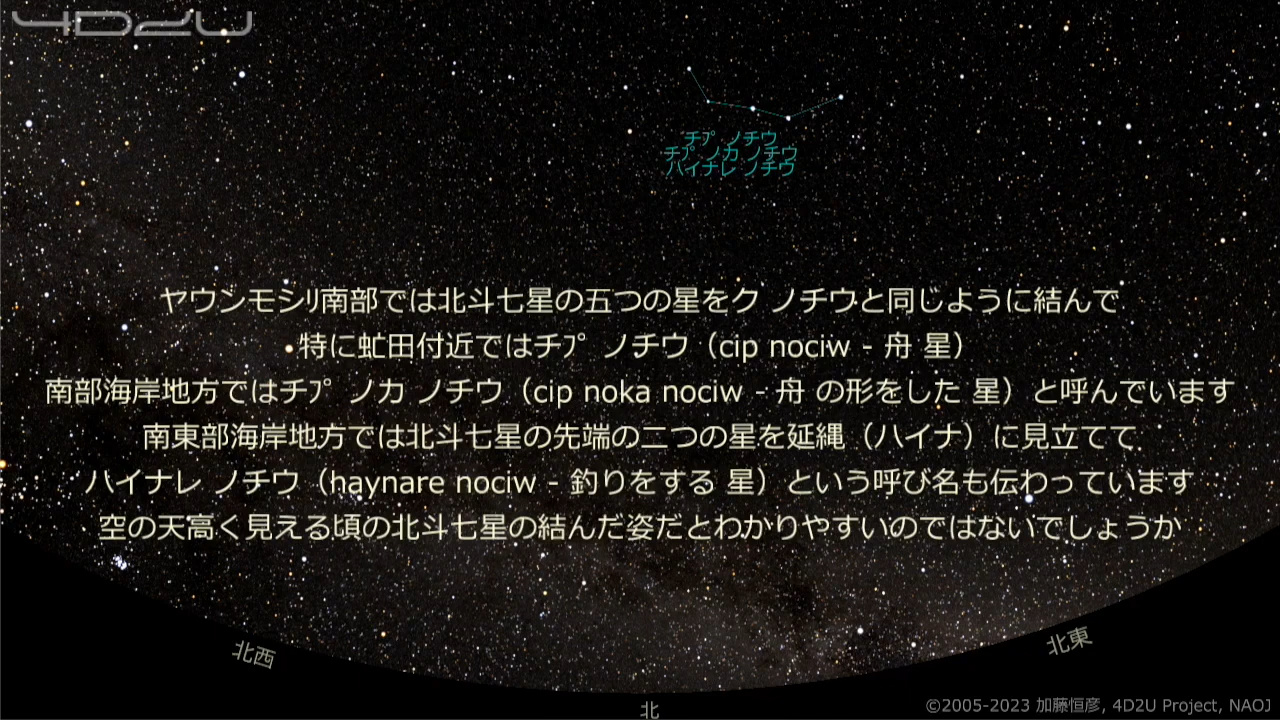 4D2U
チㇷ゚ ノチウ
チㇷ゚ ノカ ノチウ
ハイナレ ノチウ
ヤウンモシㇼ南部では北斗七星の五つの星をク ノチウと同じように結んで
特に虻田付近ではチㇷ゚ ノチウ（cip nociw - 舟 星）
南部海岸地方ではチㇷ゚ ノカ ノチウ（cip noka nociw - 舟 の形をした 星）と呼んでいます
南東部海岸地方では北斗七星の先端の二つの星を延縄（ハイナ）に見立てて
ハイナレ ノチウ（haynare nociw - 釣りをする 星）という呼び名も伝わっています
空の天高く見える頃の北斗七星の結んだ姿だとわかりやすいのではないでしょうか
北西
北東
北
©2005-2023 加藤恒彦, 4D2U Project, NAOJ